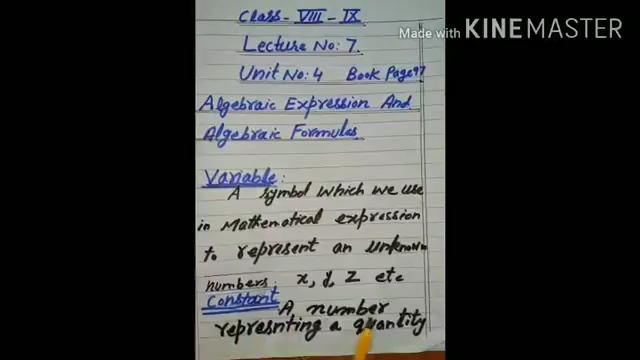 Made with KINEMASTER
Class - VIII - IX
Lecture No: 7.
Unit No: 4 Book Page 97
Algebraic Expression And
Algebraic Formulas
Variable:
A symbol which we use
in Mathematical expression
to represent an unknown
numbers. x, y, z etc
Constant
A number
represnting a quantity